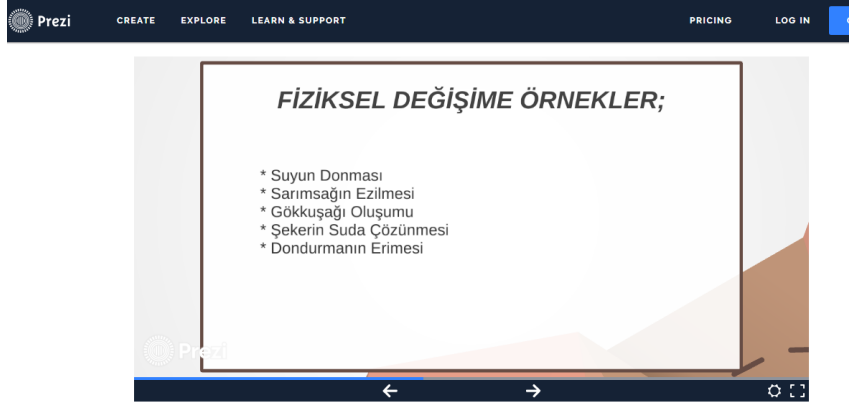 Prezi
CREATE EXPLORE LEARN & SUPPORT PRICING LOG IN
FİZİKSEL DEĞİŞİME ÖRNEKLER;
* Suyun Donması
* Sarımsağın Ezilmesi
* Gökkuşağı Oluşumu
* Şekerin Suda Çözünmesi
* Dondurmanın Erimesi
Prezi